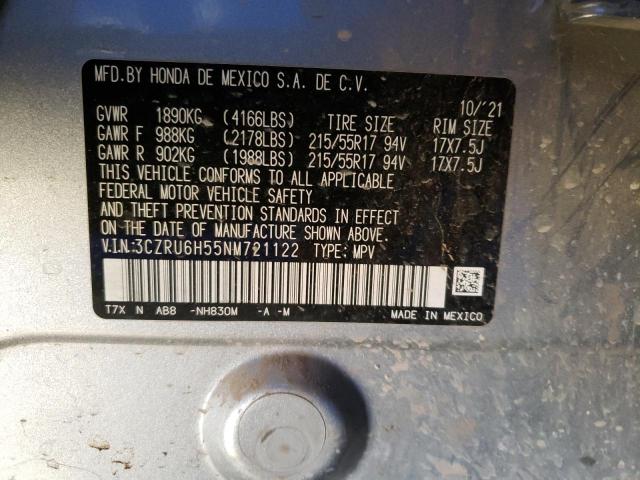 MFD.BY HONDA DE MEXICO S.A. DE C.V.
10/'21
GVWR 1890KG (4166LBS) TIRE SIZE RIM SIZE
GAWR F 988KG (2178LBS) 215/55R17 94V 17X7.5J
GAWR R 902KG (1988LBS) 215/55R17 94V 17X7.5J
THIS VEHICLE CONFORMS TO ALL APPLICABLE
FEDERAL MOTOR VEHICLE SAFETY
AND THEFT PREVENTION STANDARDS IN EFFECT
ON THE DATE OF MANUFACTURE SHOWN ABOVE.
V.I.N:3CZRU6H55NM721122 TYPE: MPV
T7X N AB8 -NH830M -A -M MADE IN MEXICO